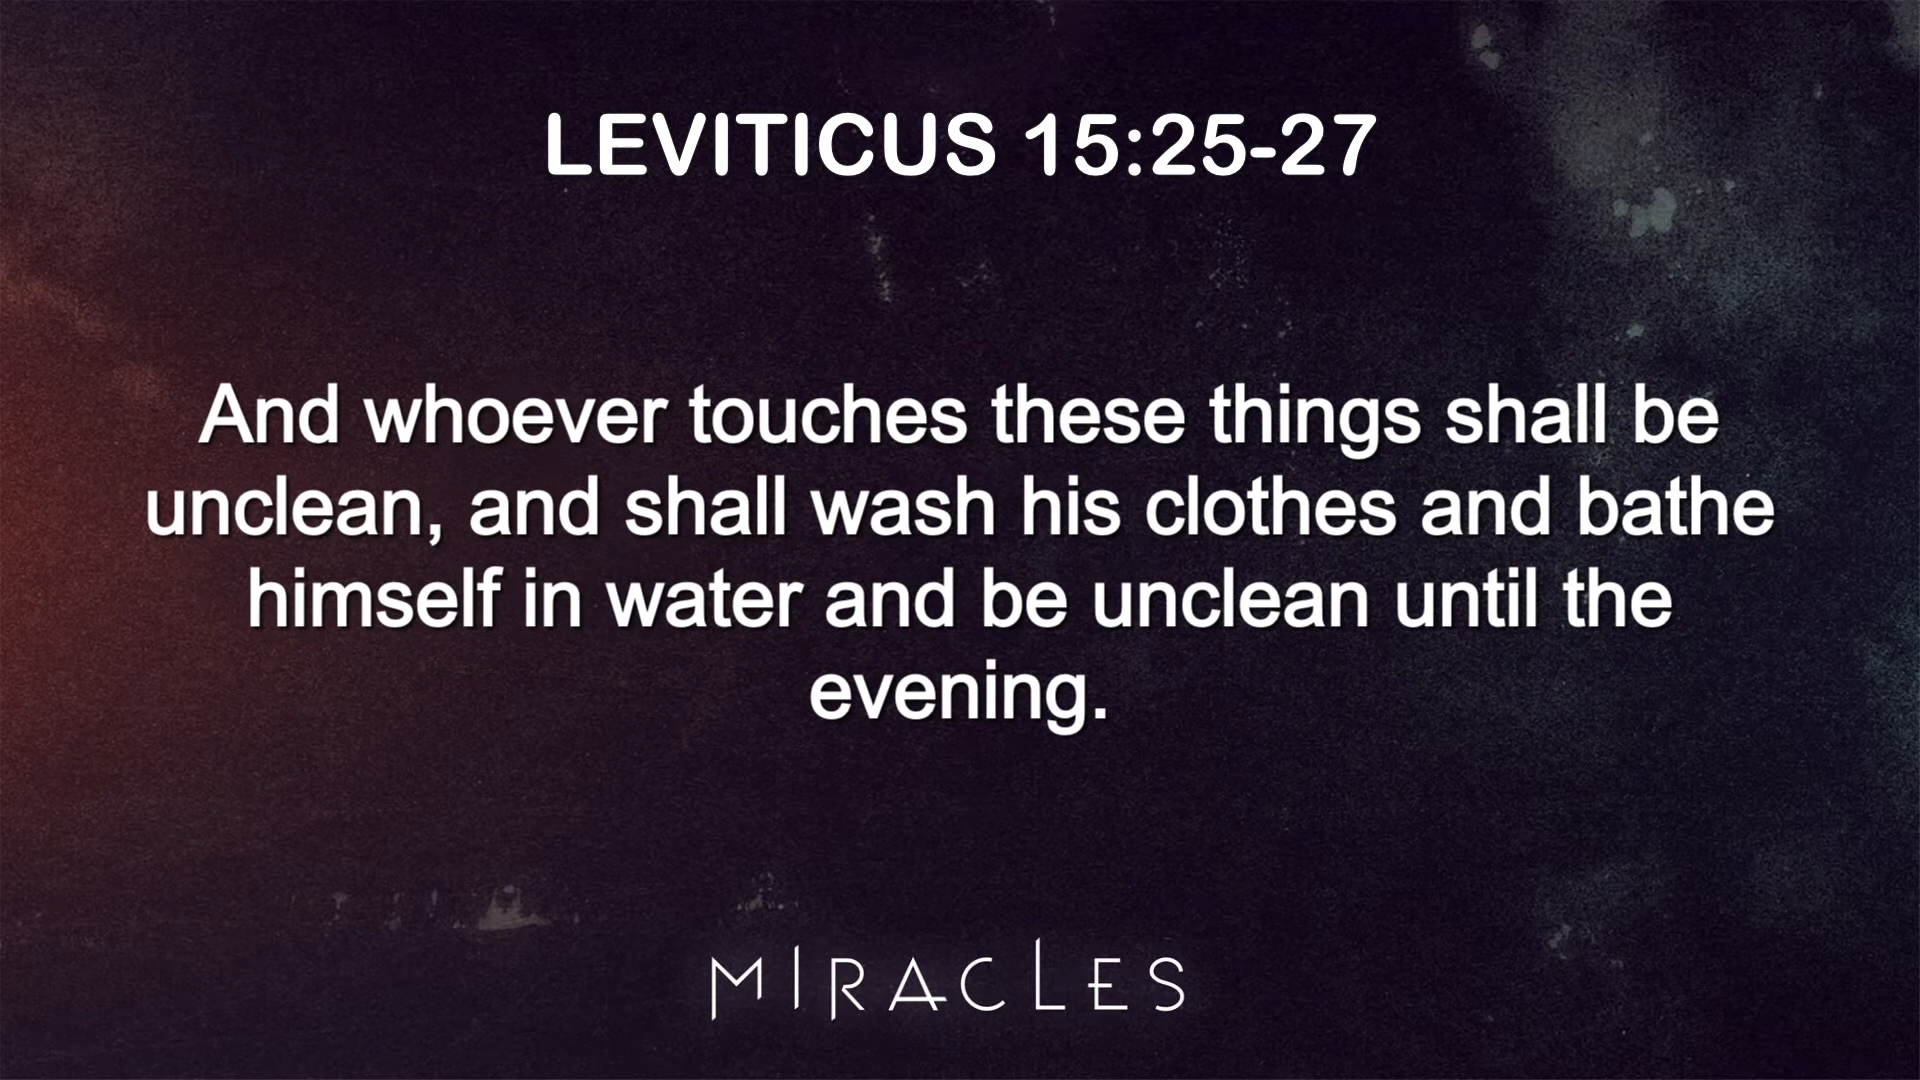 LEVITICUS 15:25-27
And whoever touches these things shall be
unclean, and shall wash his clothes and bathe
himself in water and be unclean until the
evening.
MIRACLES